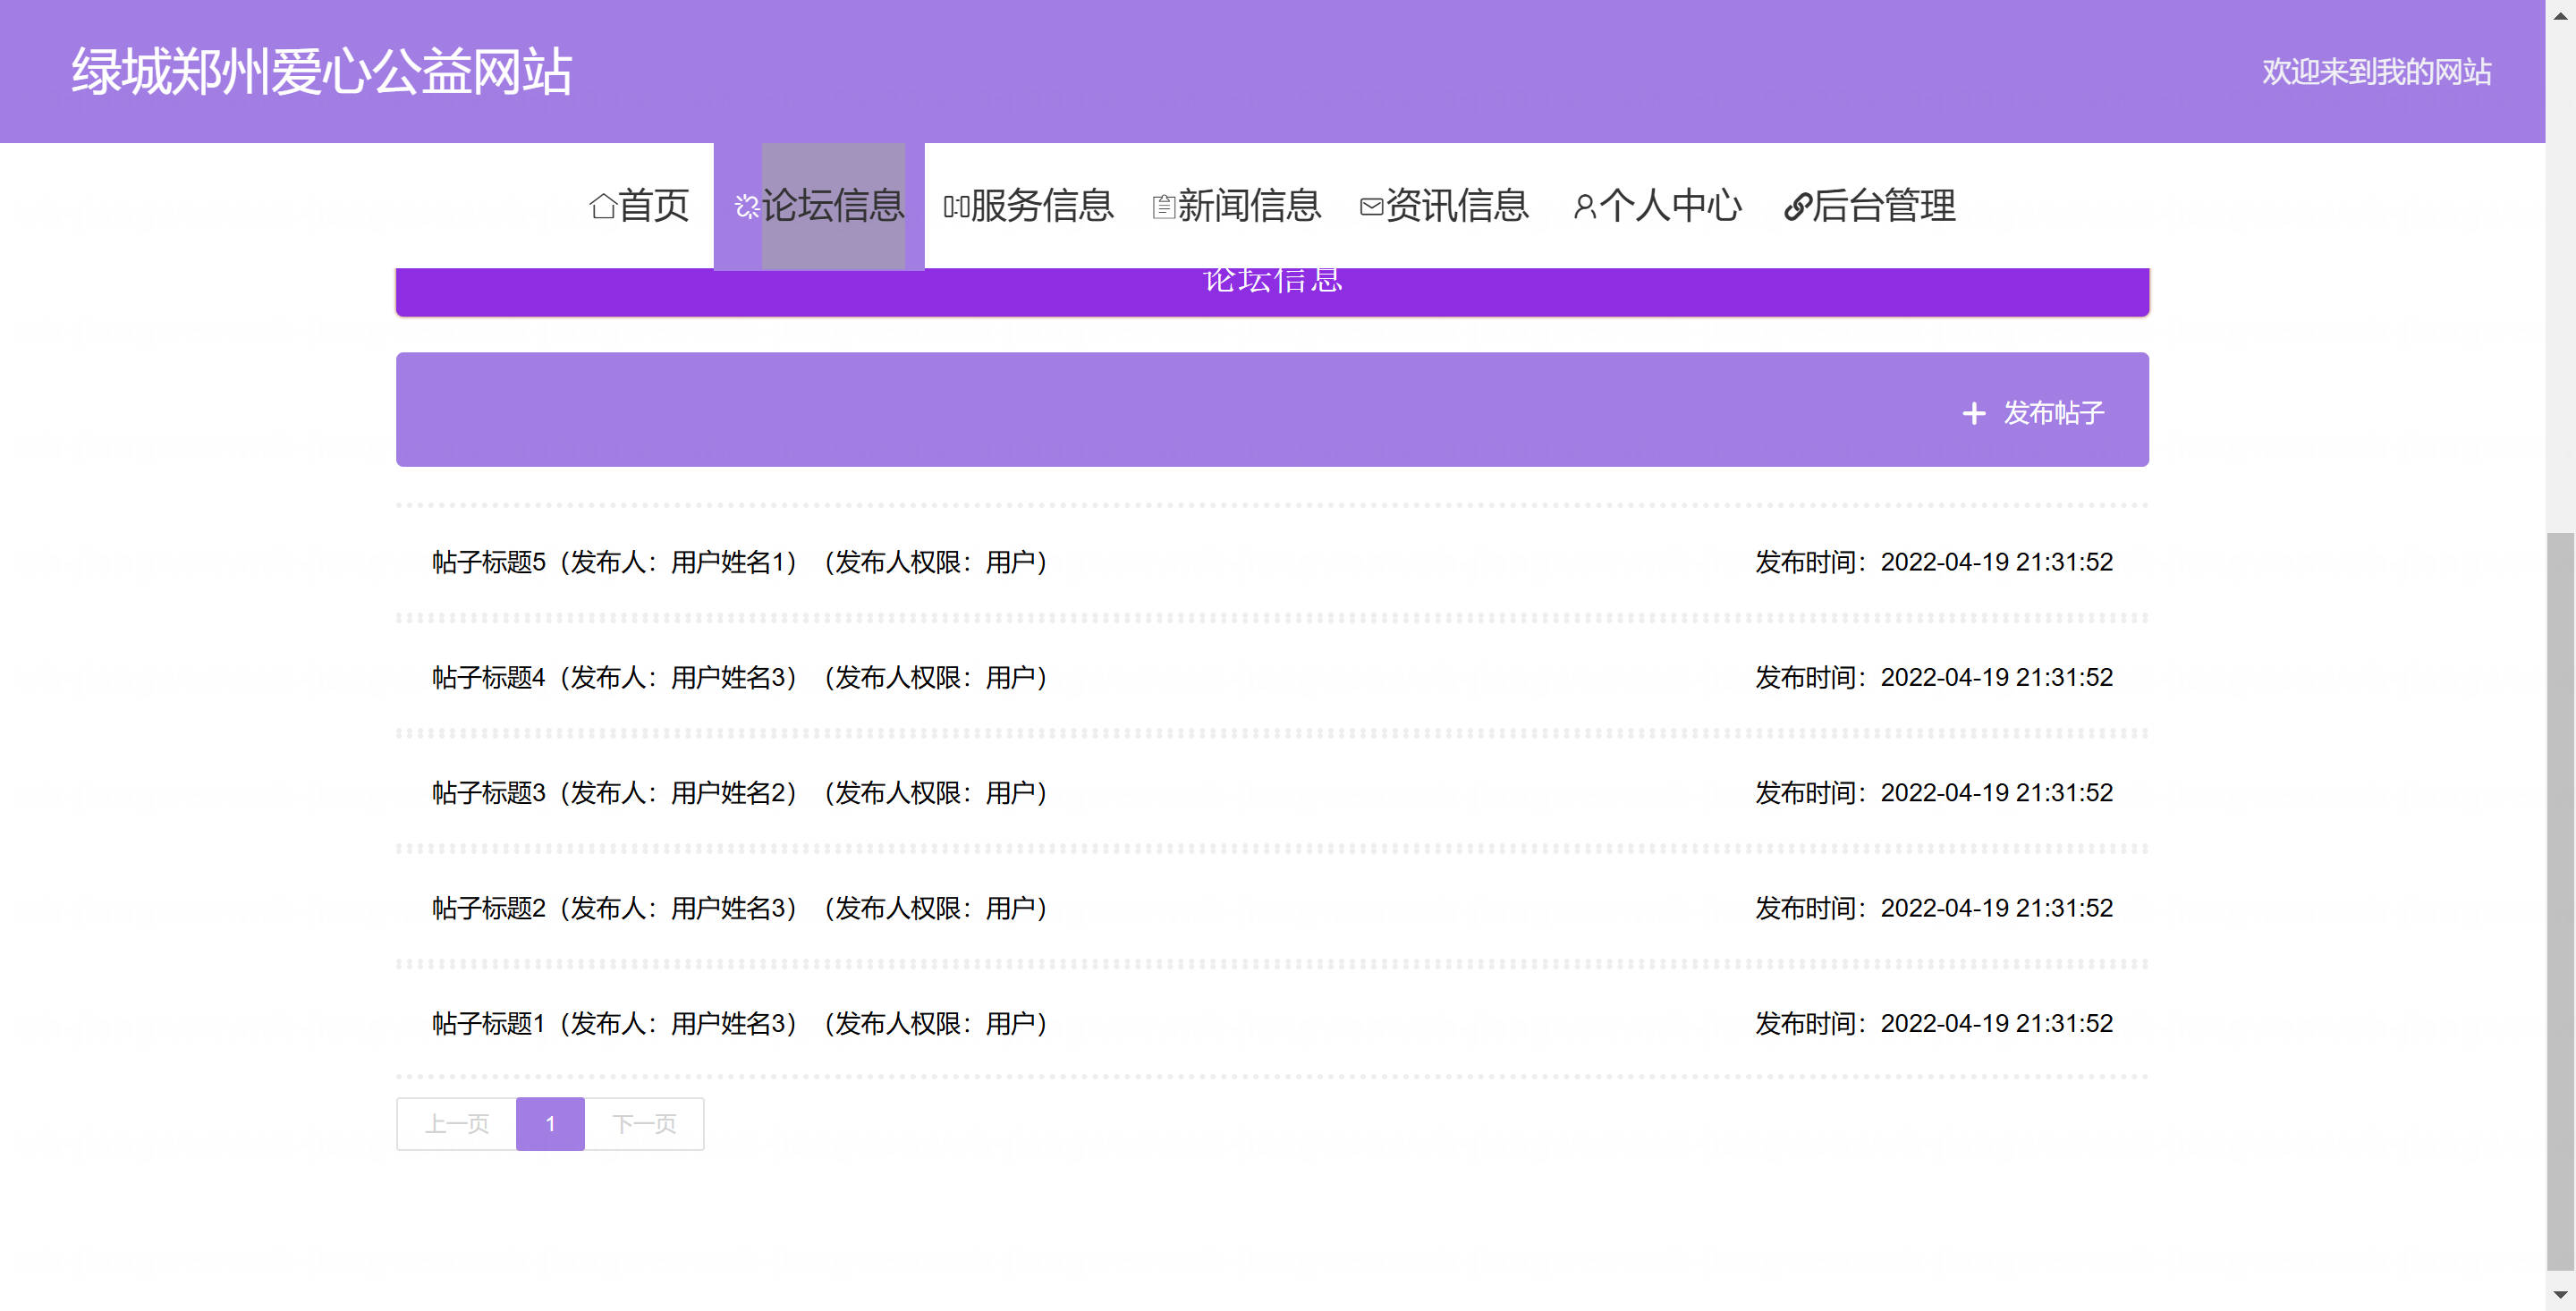 绿城郑州爱心公益网站
欢迎来到我的网站
首页 论坛信息 服务信息 新闻信息 资讯信息 个人中心 后台管理
论坛信息
发布帖子
帖子标题5（发布人：用户姓名1）（发布人权限：用户） 发布时间：2022-04-19 21:31:52
帖子标题4（发布人：用户姓名3）（发布人权限：用户） 发布时间：2022-04-19 21:31:52
帖子标题3（发布人：用户姓名2）（发布人权限：用户） 发布时间：2022-04-19 21:31:52
帖子标题2（发布人：用户姓名3）（发布人权限：用户） 发布时间：2022-04-19 21:31:52
帖子标题1（发布人：用户姓名3）（发布人权限：用户） 发布时间：2022-04-19 21:31:52
上一页 1 下一页